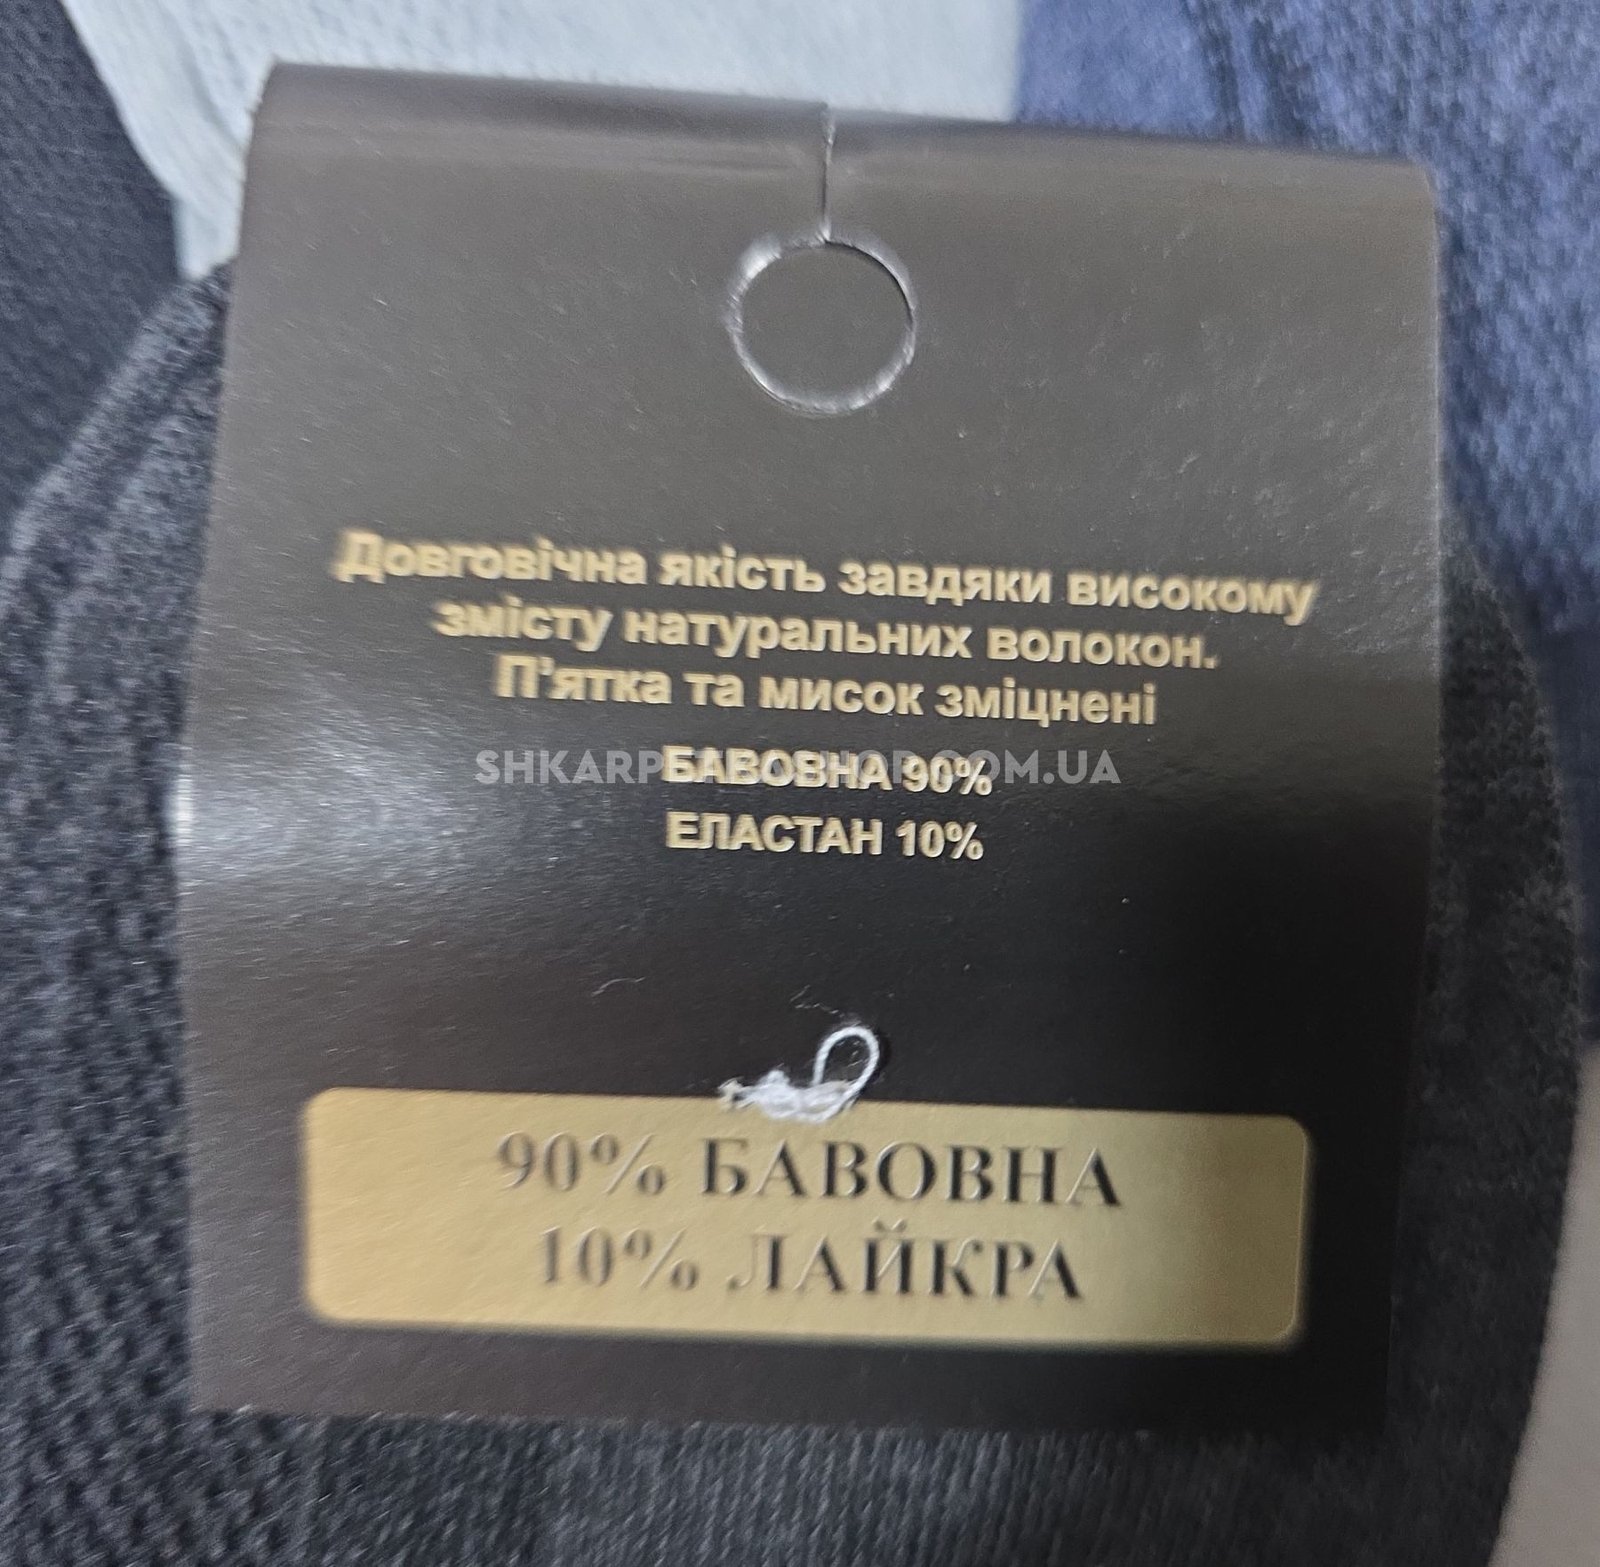 Довговічна якість завдяки високому
змісту натуральних волокон.
П'ятка та мисок зміцнені
БАВОВНА 90%
SHKARPETKISHOP.COM.UA
ЕЛАСТАН 10%
90% БАВОВНА
10% ЛАЙКРА